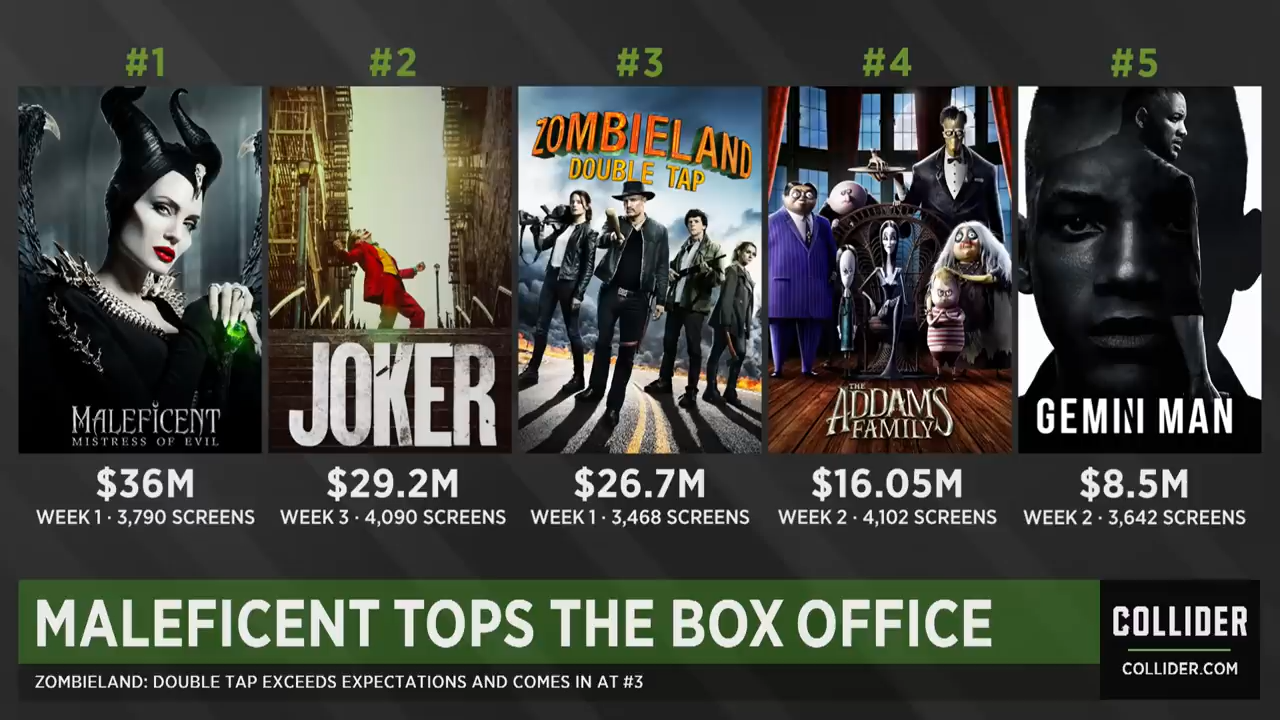 #1
#2
#3
#4
#5
MALEFICENT
MISTRESS OF EVIL
JOKER
ZOMBIELAND
DOUBLE TAP
THE
ADDAMS
FAMILY
GEMINI MAN
$36M
WEEK 1 · 3,790 SCREENS
$29.2M
WEEK 3 · 4,090 SCREENS
$26.7M
WEEK 1 · 3,468 SCREENS
$16.05M
WEEK 2 · 4,102 SCREENS
$8.5M
WEEK 2 · 3,642 SCREENS
MALEFICENT TOPS THE BOX OFFICE
ZOMBIELAND: DOUBLE TAP EXCEEDS EXPECTATIONS AND COMES IN AT #3
COLLIDER
COLLIDER.COM